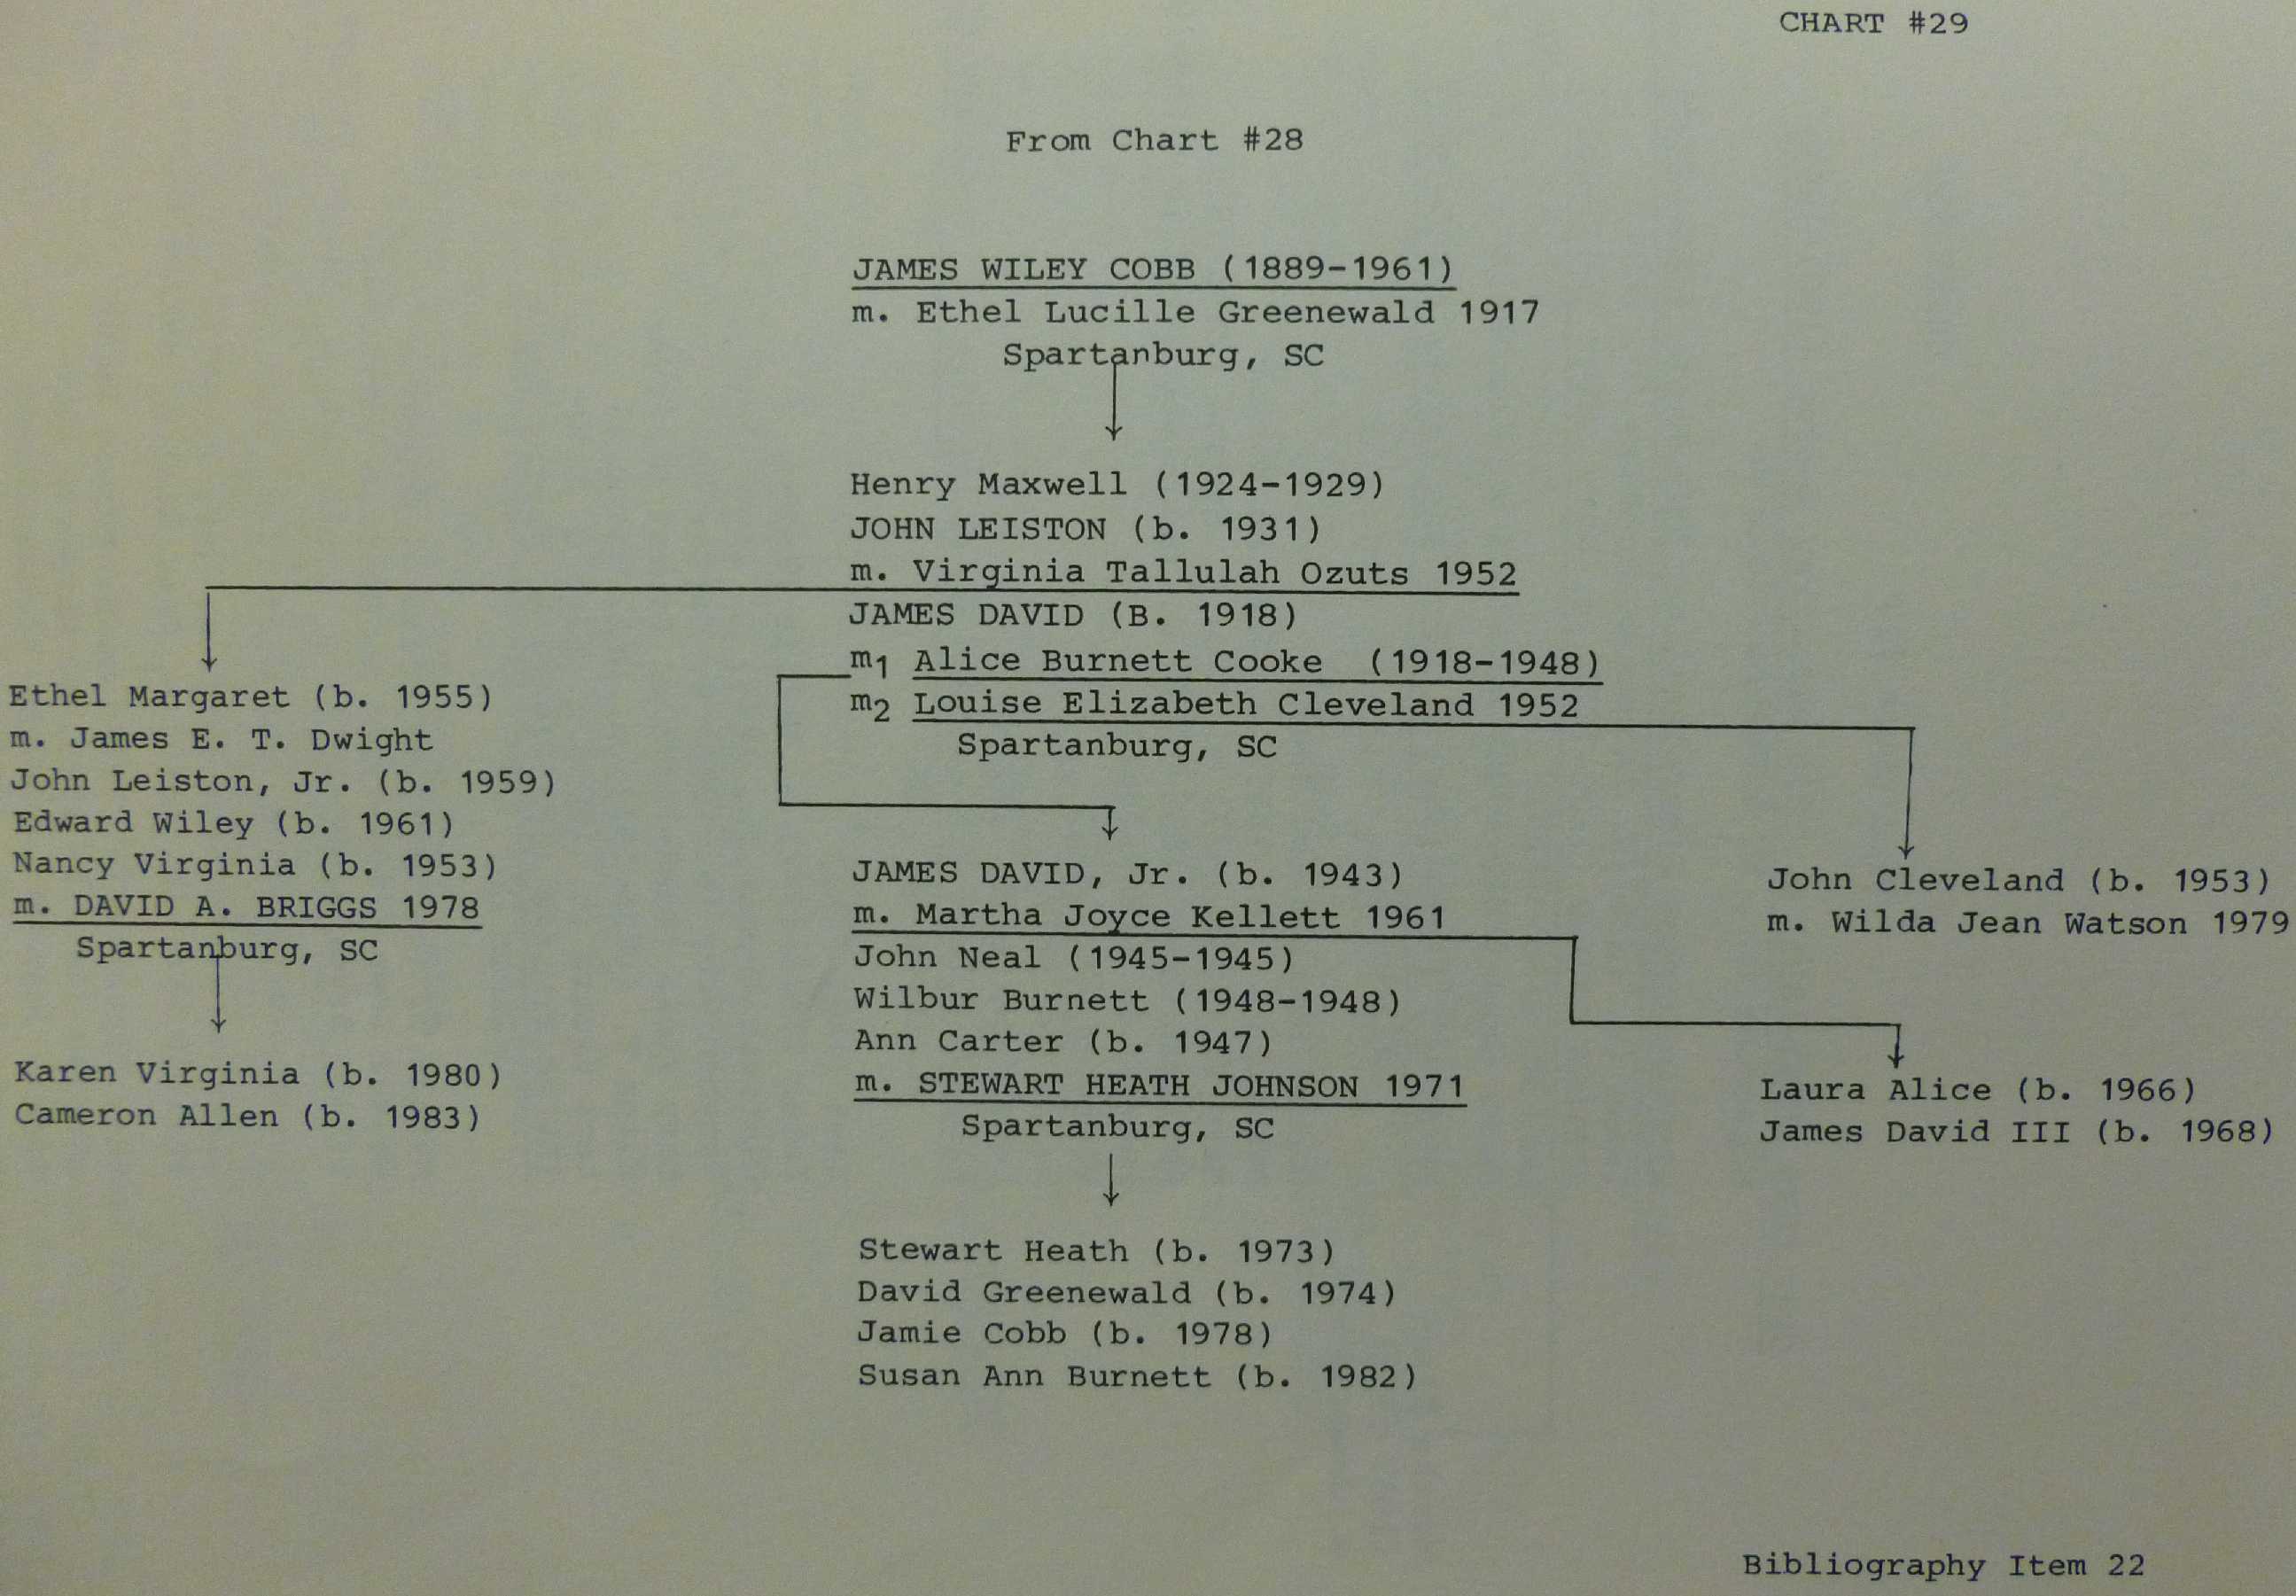 CHART #29
From Chart #28
JAMES WILEY COBB (1889-1961)
m. Ethel Lucille Greenewald 1917
Spartanburg, SC
Henry Maxwell (1924-1929)
JOHN LEISTON (b. 1931)
m. Virginia Tallulah Ozuts 1952
JAMES DAVID (B. 1918)
m1 Alice Burnett Cooke (1918-1948)
m2 Louise Elizabeth Cleveland 1952
Spartanburg, SC
Ethel Margaret (b. 1955)
m. James E. T. Dwight
John Leiston, Jr. (b. 1959)
Edward Wiley (b. 1961)
Nancy Virginia (b. 1953)
m. DAVID A. BRIGGS 1978
Spartanburg, SC
Karen Virginia (b. 1980)
Cameron Allen (b. 1983)
JAMES DAVID, Jr. (b. 1943)
m. Martha Joyce Kellett 1961
John Neal (1945-1945)
Wilbur Burnett (1948-1948)
Ann Carter (b. 1947)
m. STEWART HEATH JOHNSON 1971
Spartanburg, SC
Stewart Heath (b. 1973)
David Greenewald (b. 1974)
Jamie Cobb (b. 1978)
Susan Ann Burnett (b. 1982)
John Cleveland (b. 1953)
m. Wilda Jean Watson 1979
Laura Alice (b. 1966)
James David III (b. 1968)
Bibliography Item 22